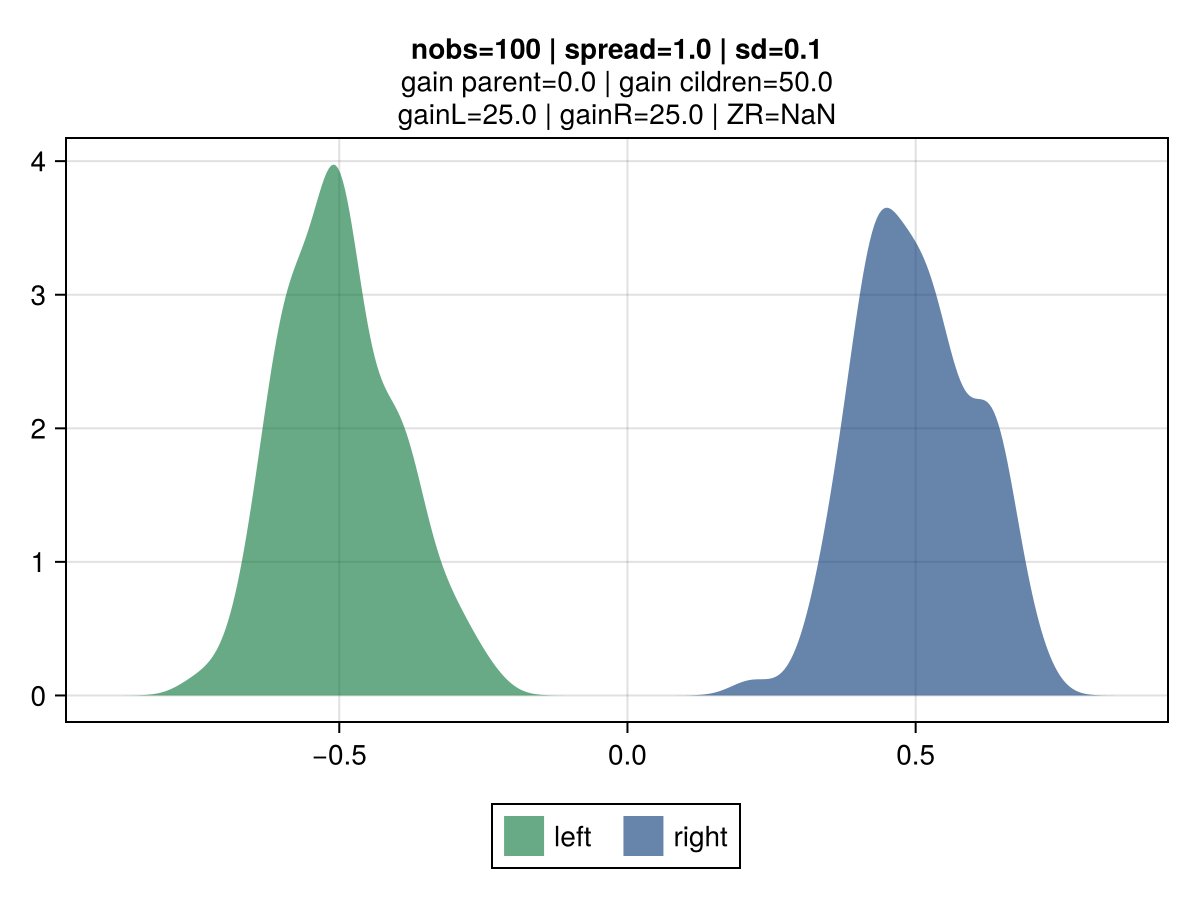 nobs=100 | spread=1.0 | sd=0.1
gain parent=0.0 | gain cildren=50.0
gainL=25.0 | gainR=25.0 | ZR=NaN
4
3
2
1
0
−0.5 0.0 0.5
left right